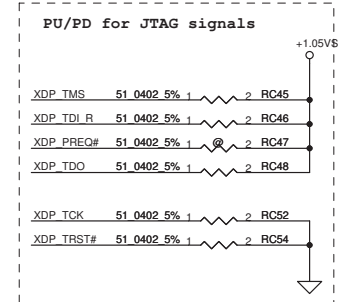 PU/PD for JTAG signals
+1.05VS
XDP_TMS 51_0402_5% 1 2 RC45
XDP_TDI_R 51_0402_5% 1 2 RC46
XDP_PREQ# 51_0402_5% 1 @ 2 RC47
XDP_TDO 51_0402_5% 1 2 RC48
XDP_TCK 51_0402_5% 1 2 RC52
XDP_TRST# 51_0402_5% 1 2 RC54